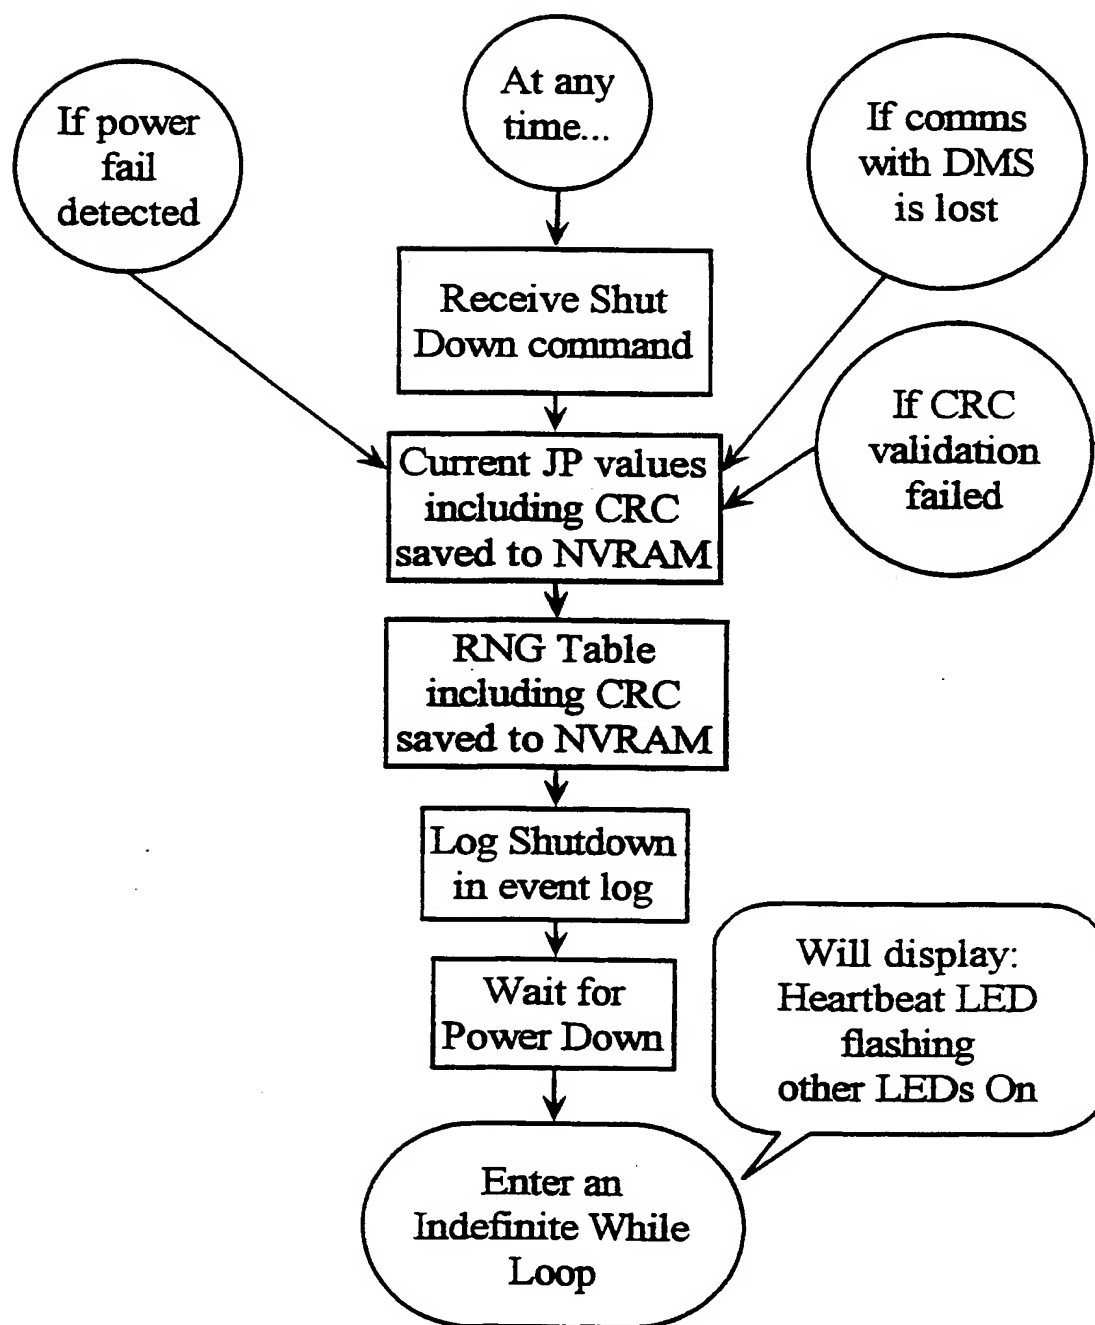 If power
fail
detected
At any
time...
If comms
with DMS
is lost
Receive Shut
Down command
If CRC
validation
failed
Current JP values
including CRC
saved to NVRAM
RNG Table
including CRC
saved to NVRAM
Log Shutdown
in event log
Wait for
Power Down
Will display:
Heartbeat LED
flashing
other LEDs On
Enter an
Indefinite While
Loop